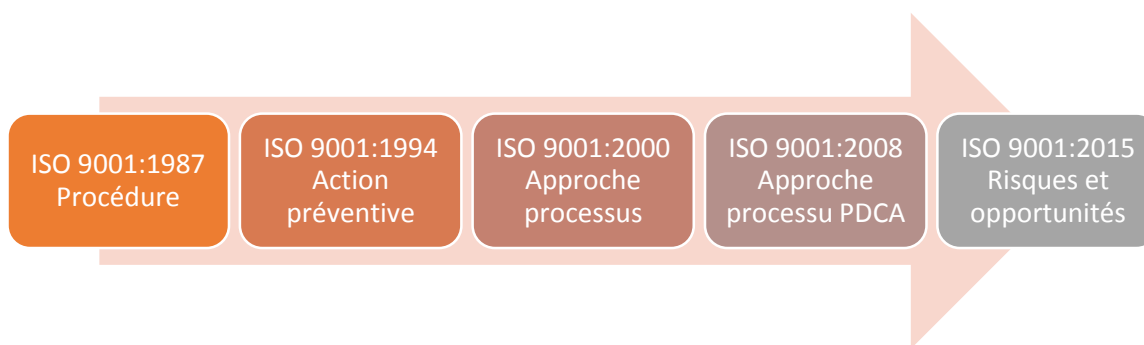 ISO 9001:1987
Procédure
ISO 9001:1994
Action
préventive
ISO 9001:2000
Approche
processus
ISO 9001:2008
Approche
processu PDCA
ISO 9001:2015
Risques et
opportunités